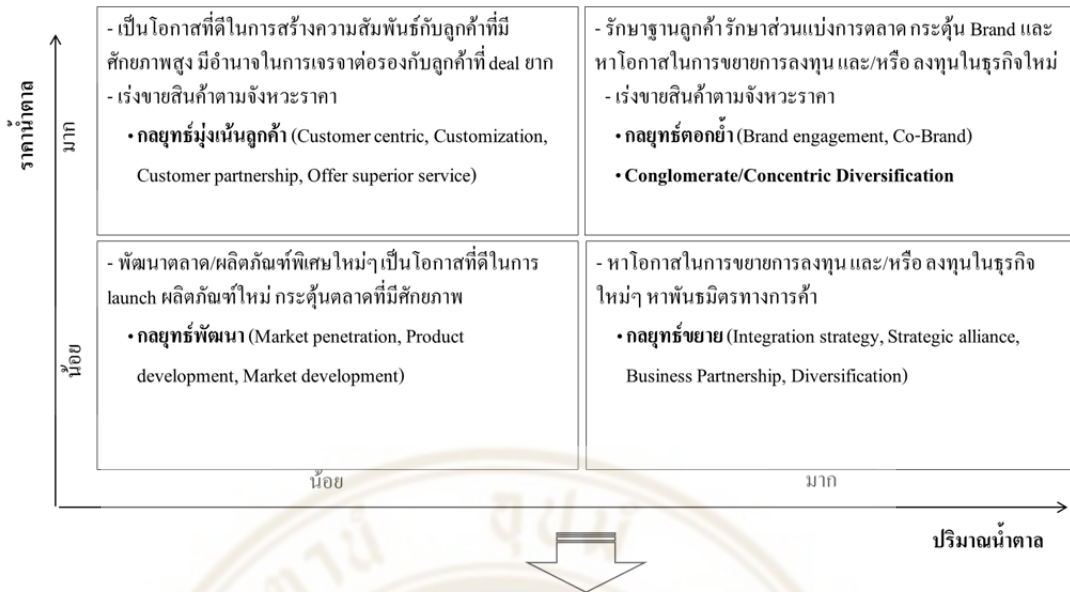 - เป็นโอกาสที่ดีในการสร้างความสัมพันธ์กับลูกค้าที่มี
ศักยภาพสูง มีอำนาจในการเจรจาต่อรองกับลูกค้าที่ deal ยาก
- เร่งขายสินค้าตามจังหวะราคา
• กลยุทธ์มุ่งเน้นลูกค้า (Customer centric, Customization,
Customer partnership, Offer superior service)
- รักษาฐานลูกค้า รักษาส่วนแบ่งการตลาด กระตุ้น Brand และ
หาโอกาสในการขยายการลงทุน และ/หรือ ลงทุนในธุรกิจใหม่
- เร่งขายสินค้าตามจังหวะราคา
• กลยุทธ์ตอกย้ำ (Brand engagement, Co-Brand)
• Conglomerate/Concentric Diversification
ราคาน้ำตาล
มาก
น้อย
- พัฒนาตลาด/ผลิตภัณฑ์พิเศษใหม่ๆ เป็นโอกาสที่ดีในการ
launch ผลิตภัณฑ์ใหม่ กระตุ้นตลาดที่มีศักยภาพ
• กลยุทธ์พัฒนา (Market penetration, Product
development, Market development)
- หาโอกาสในการขยายการลงทุน และ/หรือ ลงทุนในธุรกิจ
ใหม่ๆ หาพันธมิตรทางการค้า
• กลยุทธ์ขยาย (Integration strategy, Strategic alliance,
Business Partnership, Diversification)
น้อย
มาก
ปริมาณน้ำตาล